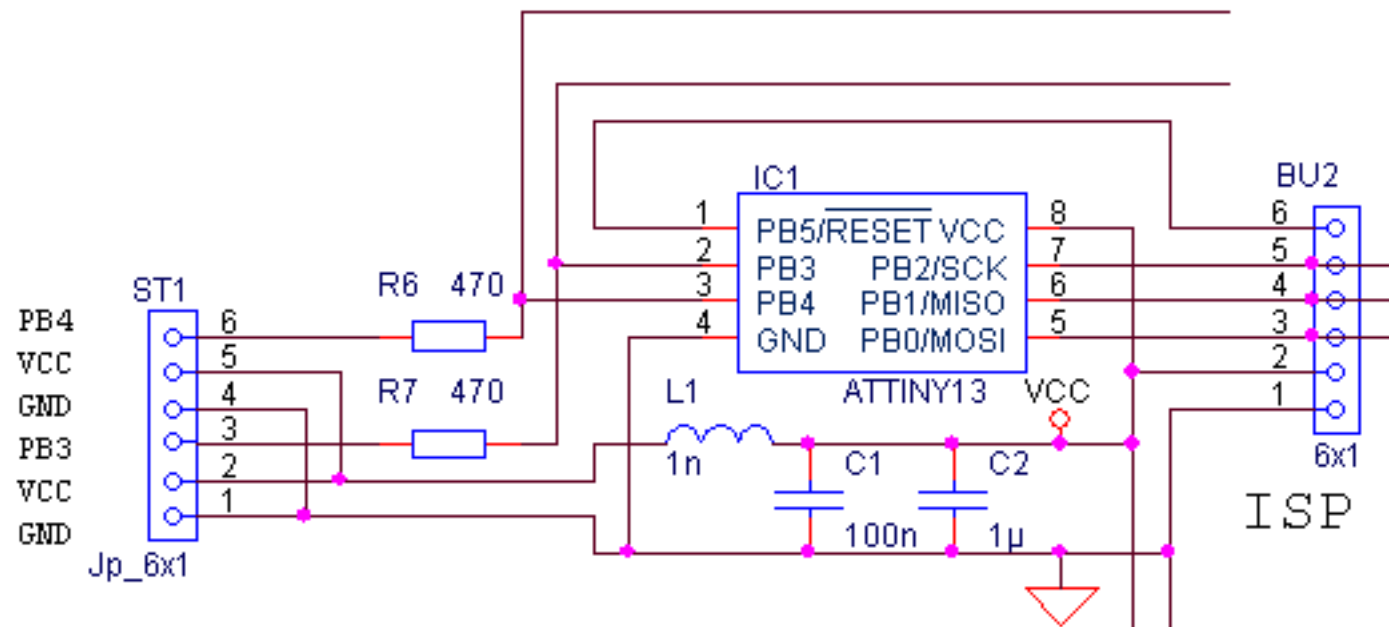 IC1
BU2
1
PB5/RESET VCC
8
6
2
PB3 PB2/SCK
7
5
3
PB4 PB1/MISO
6
4
4
GND PB0/MOSI
5
3
ATTINY13
2
1
6x1
ISP
ST1
R6 470
PB4
6
VCC
5
GND
4
R7 470
PB3
3
VCC
2
GND
1
Jp_6x1
L1
1n
VCC
C1
100n
C2
1µ